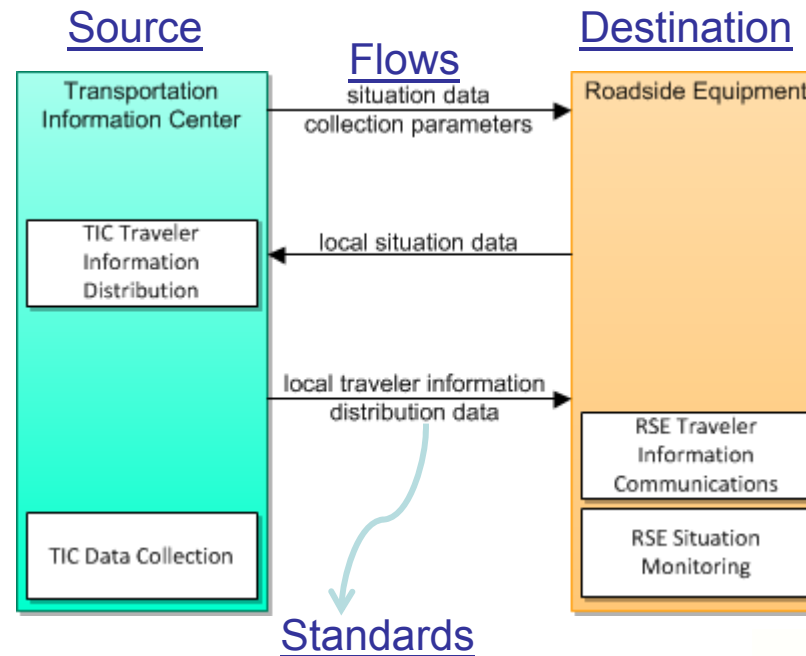 Source
Destination
Flows
Transportation
Information Center
situation data
collection parameters
Roadside Equipment
TIC Traveler
Information
Distribution
local situation data
local traveler information
distribution data
RSE Traveler
Information
Communications
TIC Data Collection
RSE Situation
Monitoring
Standards